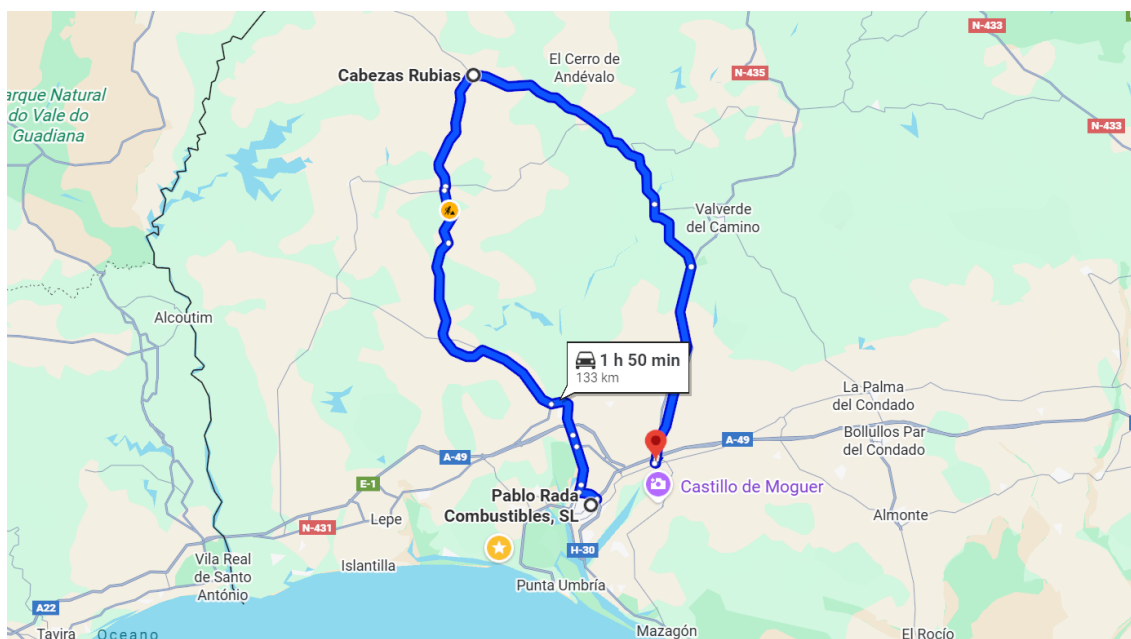 N-433
Cabezas Rubias
El Cerro de
Andévalo
N-435
arque Natural
do Vale do
Guadiana
N-433
Valverde
del Camino
Alcoutim
1 h 50 min
133 km
La Palma
del Condado
Bollullos Par
del Condado
A-49
A-49
E-1
Castillo de Moguer
Pablo Rada
Combustibles, SL
Lepe
N-431
Almonte
H-30
Vila Real
de Santo
António
Islantilla
Punta Umbría
A22
Tavira
Oceano
Mazagón
El Rocío